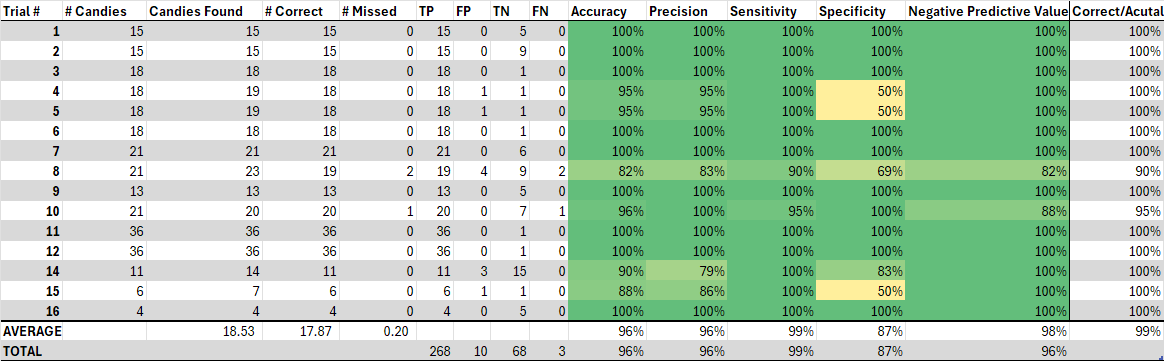 Trial # # Candies Candies Found # Correct # Missed TP FP TN FN Accuracy Precision Sensitivity Specificity Negative Predictive Value Correct/Acutal
1 15 15 15 0 15 0 5 0 100% 100% 100% 100% 100% 100%
2 15 15 15 0 15 0 9 0 100% 100% 100% 100% 100% 100%
3 18 18 18 0 18 0 1 0 100% 100% 100% 100% 100% 100%
4 18 19 18 0 18 1 1 0 95% 95% 100% 50% 100% 100%
5 18 19 18 0 18 1 1 0 95% 95% 100% 50% 100% 100%
6 18 18 18 0 18 0 1 0 100% 100% 100% 100% 100% 100%
7 21 21 21 0 21 0 6 0 100% 100% 100% 100% 100% 100%
8 21 23 19 2 19 4 9 2 82% 83% 90% 69% 82% 90%
9 13 13 13 0 13 0 5 0 100% 100% 100% 100% 100% 100%
10 21 20 20 1 20 0 7 1 96% 100% 95% 100% 88% 95%
11 36 36 36 0 36 0 1 0 100% 100% 100% 100% 100% 100%
12 36 36 36 0 36 0 1 0 100% 100% 100% 100% 100% 100%
14 11 14 11 0 11 3 15 0 90% 79% 100% 83% 100% 100%
15 6 7 6 0 6 1 1 0 88% 86% 100% 50% 100% 100%
16 4 4 4 0 4 0 5 0 100% 100% 100% 100% 100% 100%
AVERAGE 18.53 17.87 0.20 96% 96% 99% 87% 98% 99%
TOTAL 268 10 68 3 96% 96% 99% 87% 96%